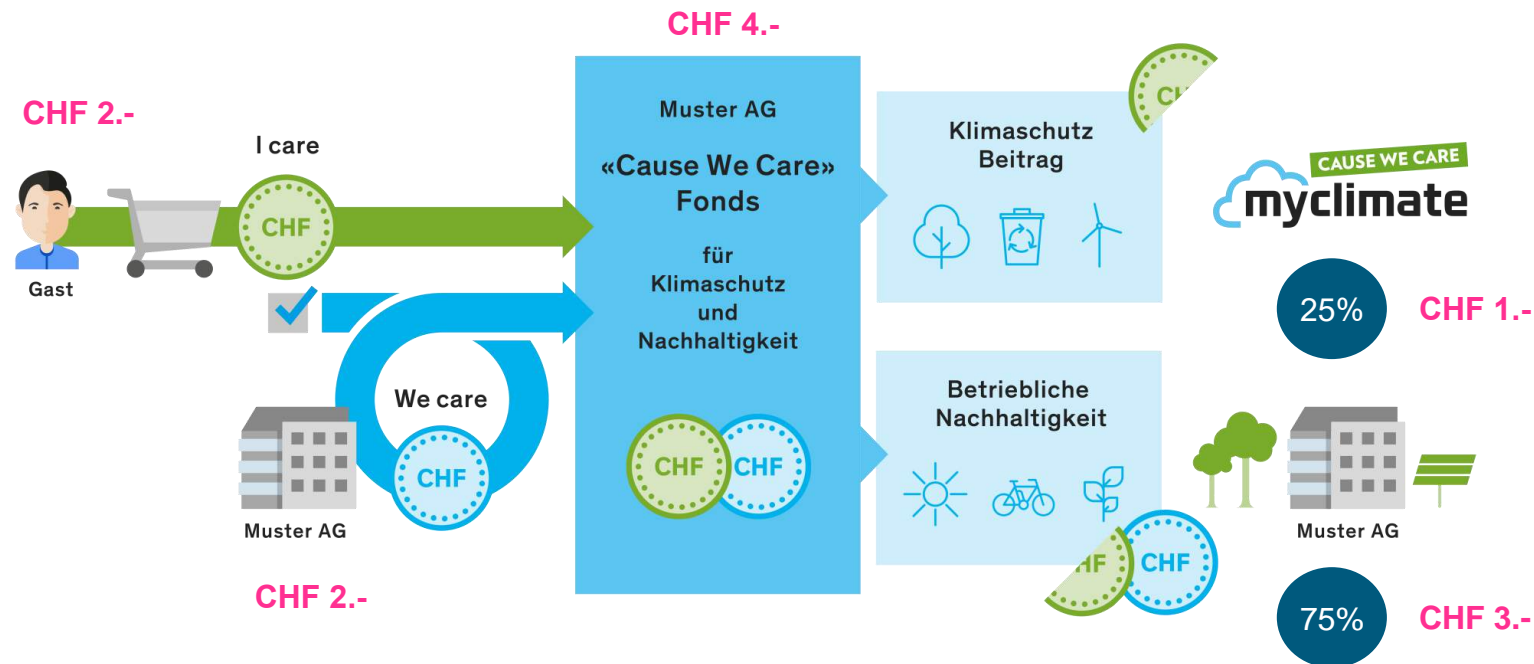 CHF 4.-
CHF 2.-
I care
CHF
Gast
We care
CHF
Muster AG
CHF 2.-
Muster AG
«Cause We Care»
Fonds
für
Klimaschutz
und
Nachhaltigkeit
CHF
CHF
Klimaschutz
Beitrag
CH
CAUSE WE CARE
myclimate
25%
CHF 1.-
Betriebliche
Nachhaltigkeit
HF
CHF
Muster AG
75%
CHF 3.-